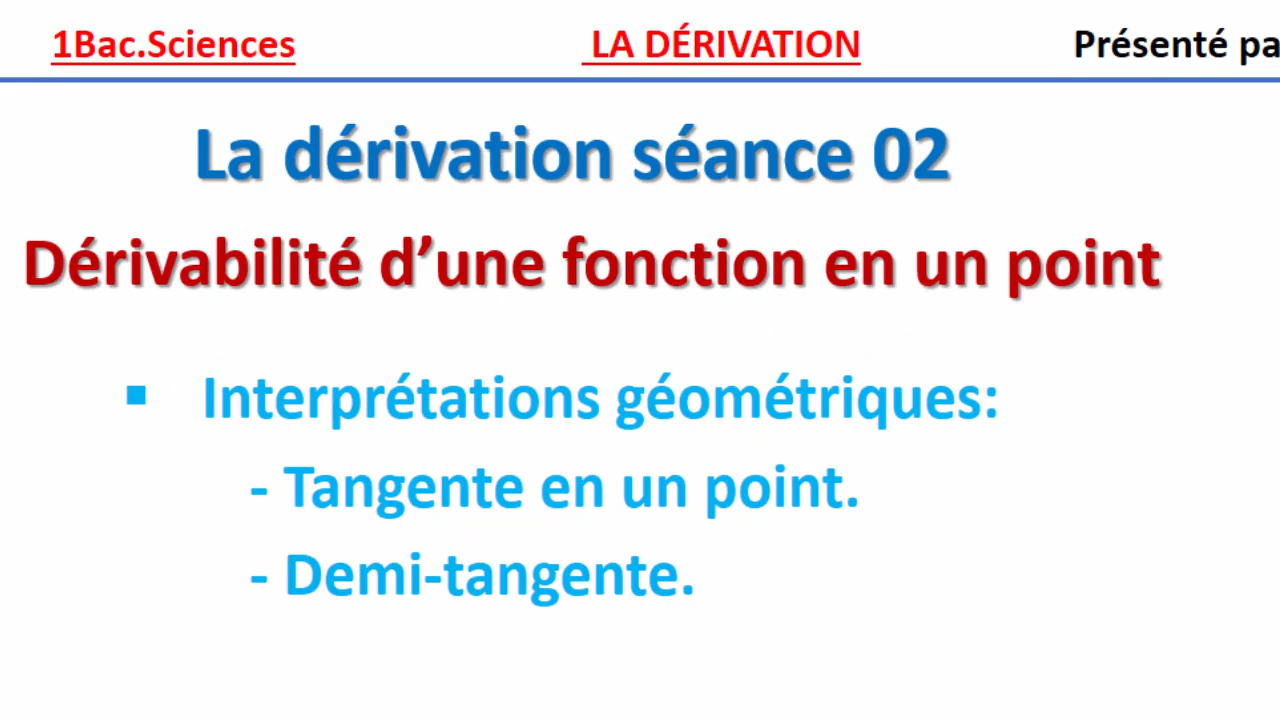 1Bac.Sciences LA DÉRIVATION Présenté pa
La dérivation séance 02
Dérivabilité d’une fonction en un point
▪ Interprétations géométriques:
- Tangente en un point.
- Demi-tangente.